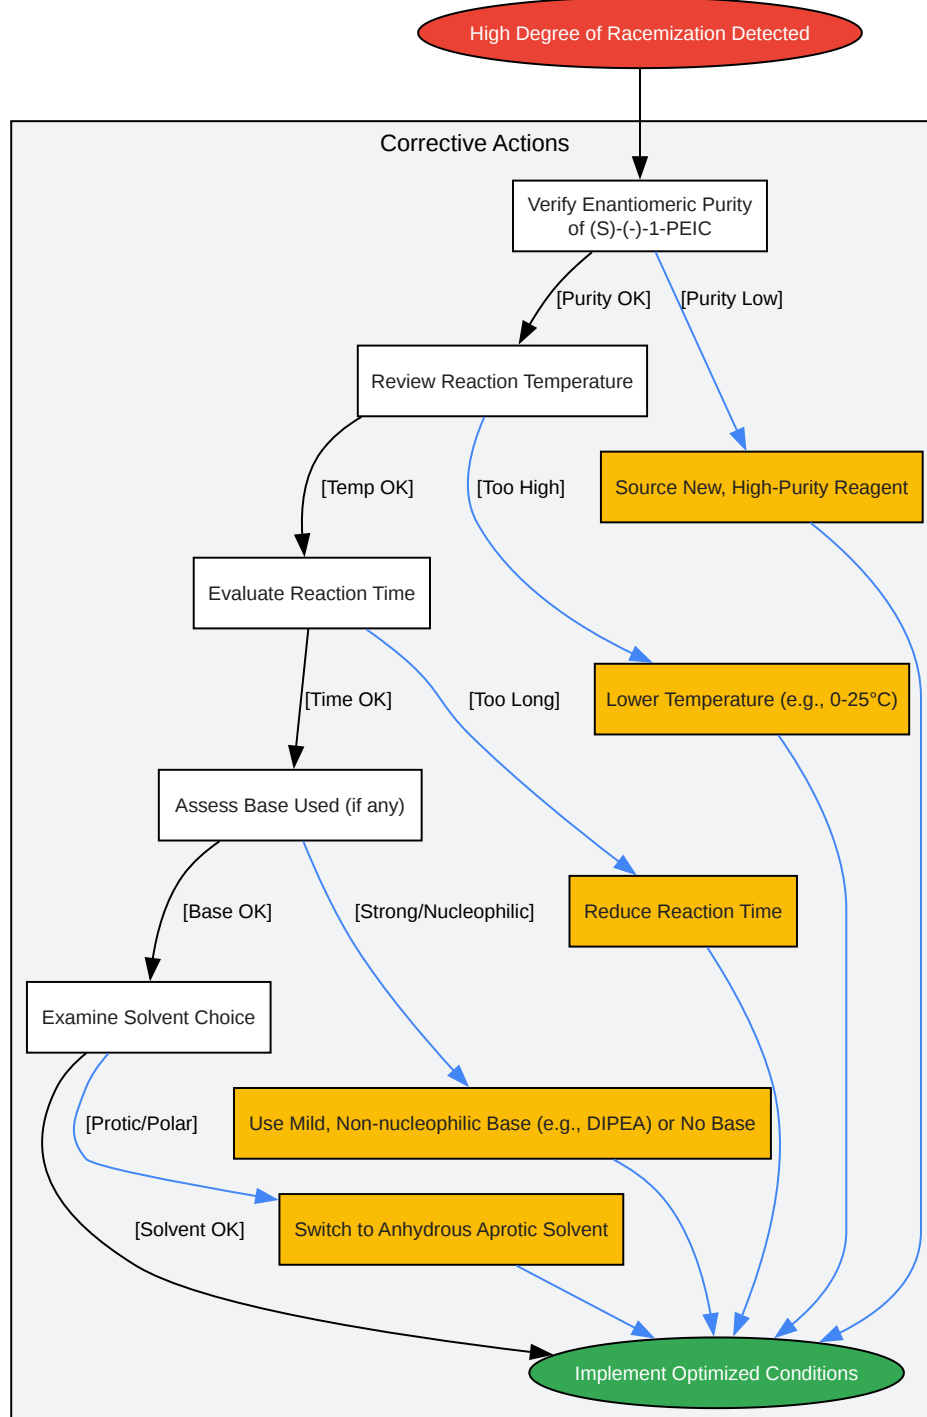 High Degree of Racemization Detected
Corrective Actions
Verify Enantiomeric Purity
of (S)-(-)-1-PEIC
[Purity OK]
[Purity Low]
Review Reaction Temperature
[Temp OK]
[Too High]
Source New, High-Purity Reagent
Evaluate Reaction Time
[Time OK]
[Too Long]
Lower Temperature (e.g., 0-25°C)
Assess Base Used (if any)
[Base OK]
[Strong/Nucleophilic]
Reduce Reaction Time
Examine Solvent Choice
[Protic/Polar]
Use Mild, Non-nucleophilic Base (e.g., DIPEA) or No Base
[Solvent OK]
Switch to Anhydrous Aprotic Solvent
Implement Optimized Conditions